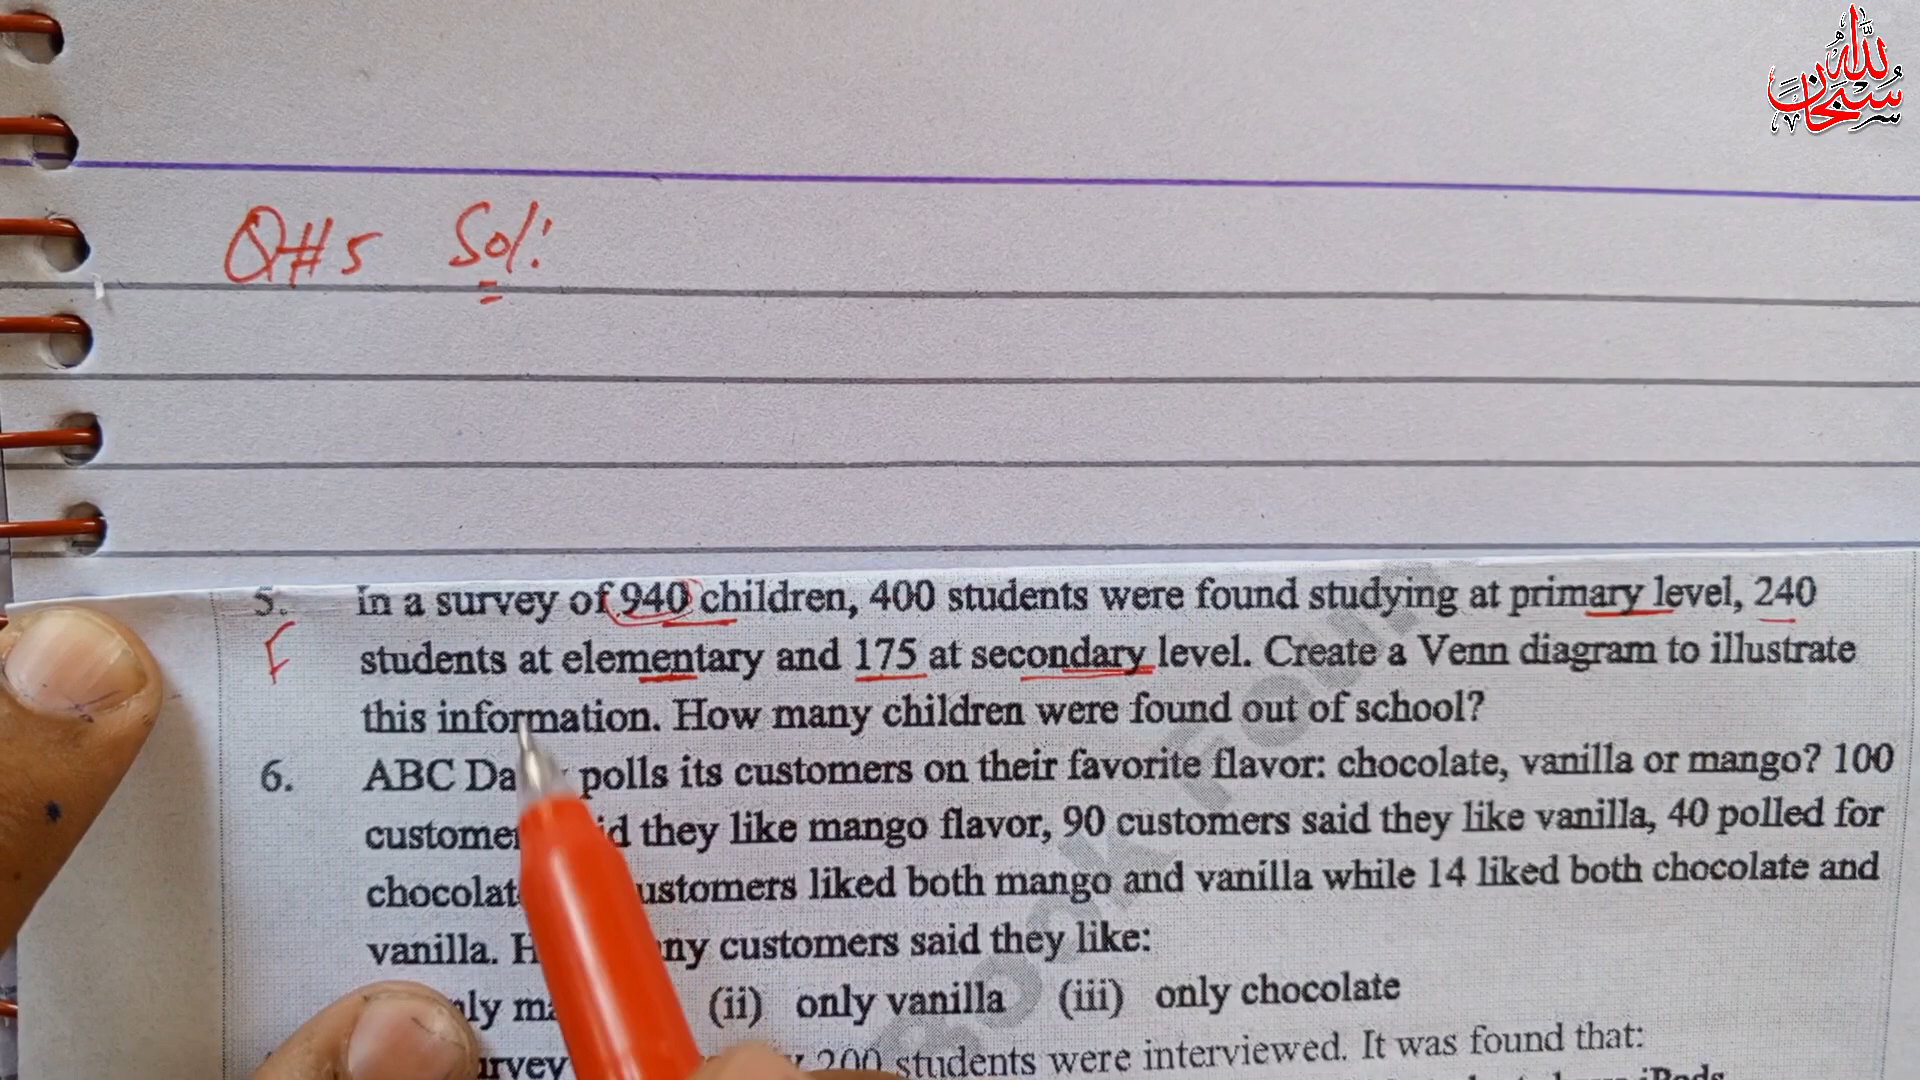 سُبْحَانَ اللّٰه
Q#5 Sol:
5. In a survey of 940 children, 400 students were found studying at primary level, 240
students at elementary and 175 at secondary level. Create a Venn diagram to illustrate
this information. How many children were found out of school?
6. ABC Da polls its customers on their favorite flavor: chocolate, vanilla or mango? 100
they like mango flavor, 90 customers said they like vanilla, 40 polled for
ustomers liked both mango and vanilla while 14 liked both chocolate and
vanilla. customers said they like:
(ii) only vanilla (iii) only chocolate
200 students were interviewed. It was found that: